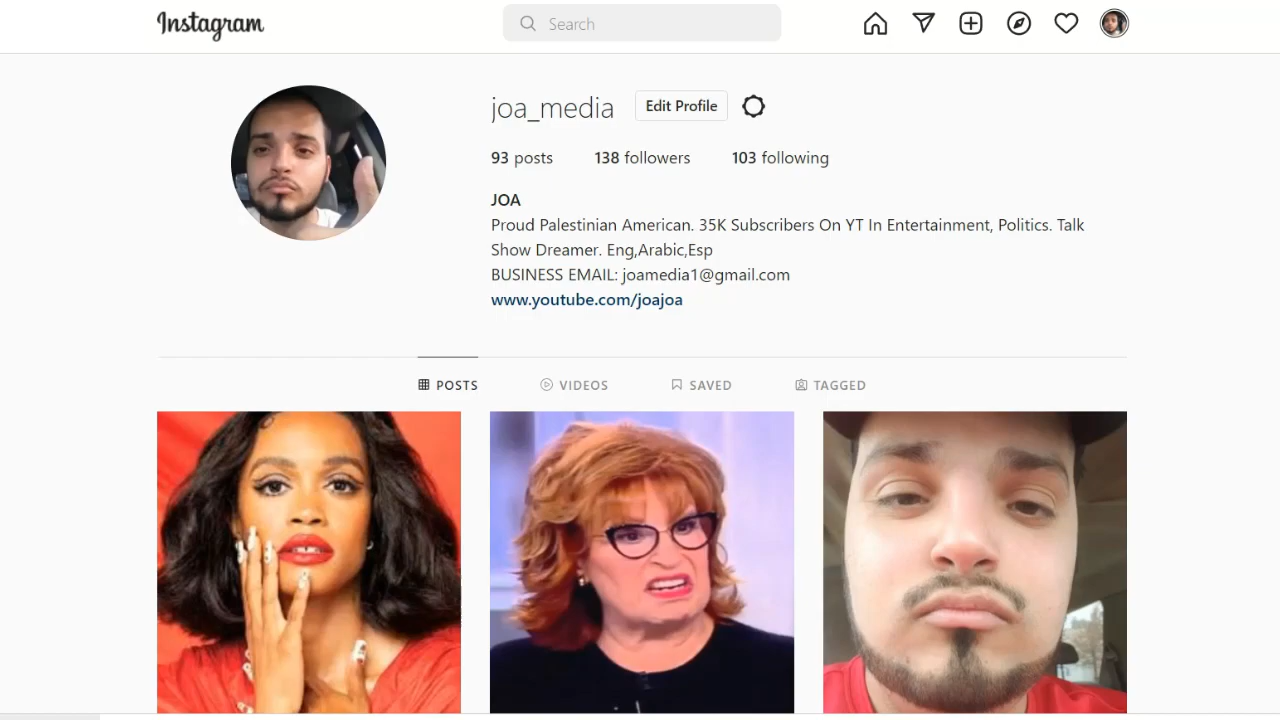 Instagram
Search
joa_media Edit Profile
93 posts 138 followers 103 following
JOA
Proud Palestinian American. 35K Subscribers On YT In Entertainment, Politics. Talk
Show Dreamer. Eng,Arabic,Esp
BUSINESS EMAIL: joamedia1@gmail.com
www.youtube.com/joajoa
POSTS VIDEOS SAVED TAGGED